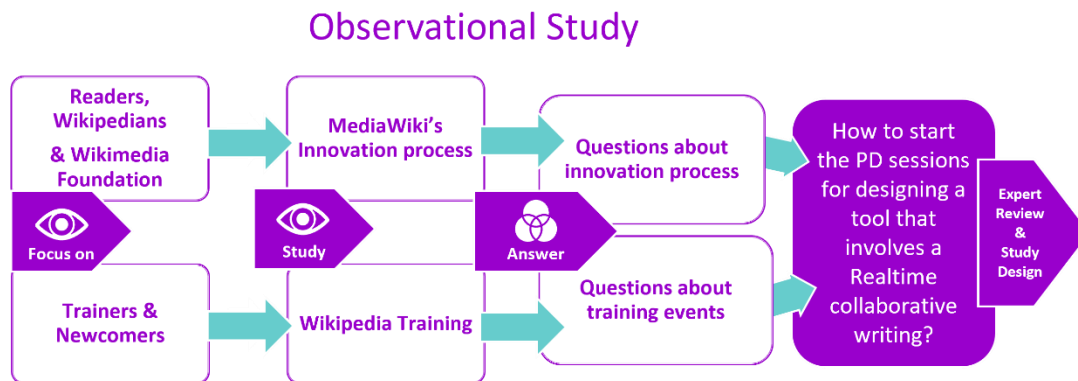 Observational Study
Readers,
Wikipedians
& Wikimedia
Foundation
MediaWiki's
Innovation process
Questions about
innovation process
Focus on
Study
Answer
Trainers &
Newcomers
Wikipedia Training
Questions about
training events
How to start
the PD sessions
for designing a
tool that
involves a
Realtime
collaborative
writing?
Expert
Review
&
Study
Design